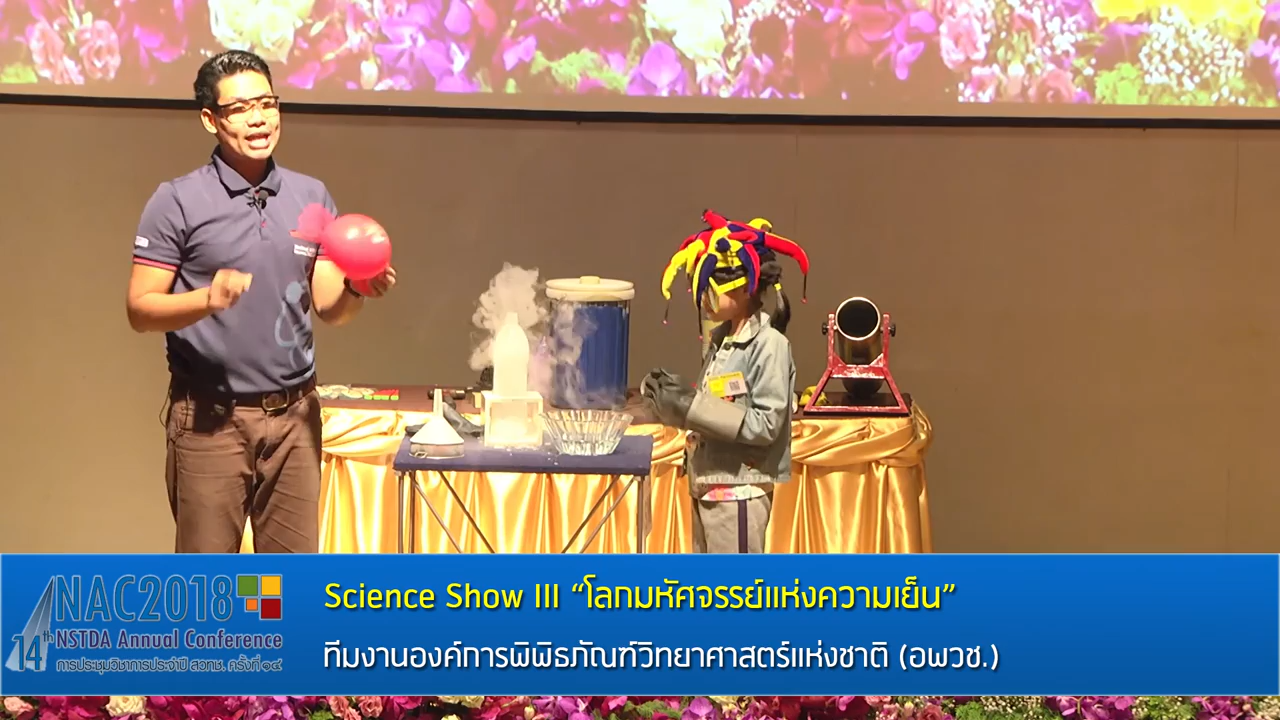 NAC2018
14th NSTDA Annual Conference
การประชุมวิชาการประจำปี สวทช. ครั้งที่ ๑๔
Science Show III “โลกมหัศจรรย์แห่งความเย็น”
ทีมงานองค์การพิพิธภัณฑ์วิทยาศาสตร์แห่งชาติ (อพวช.)